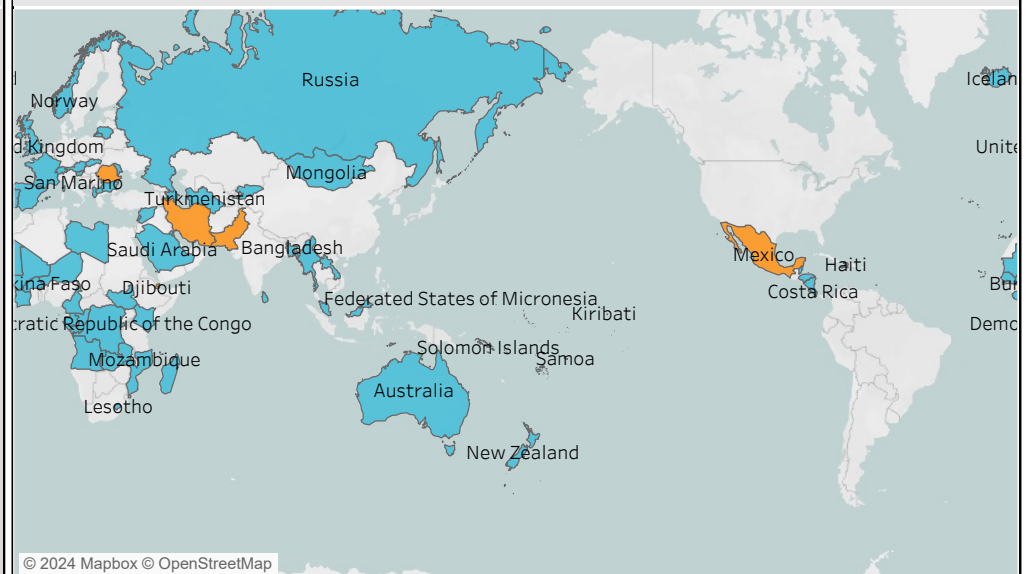 Russia
Icelan
Norway
d Kingdom
Unite
Mongolia
San Marino
Turkmenistan
Saudi Arabia
Bangladesh
Mexico
Haiti
kina Faso
Djibouti
Costa Rica
Bur
Federated States of Micronesia
Kiribati
cratic Republic of the Congo
Demc
Solomon Islands
Mozambique
Samoa
Australia
Lesotho
New Zealand
© 2024 Mapbox © OpenStreetMap